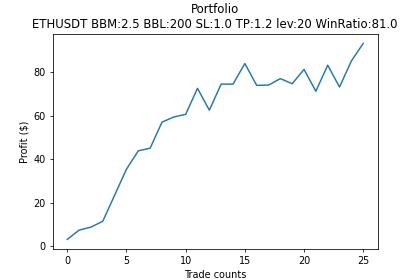 Portfolio
ETHUSDT BBM:2.5 BBL:200 SL:1.0 TP:1.2 lev:20 WinRatio:81.0
80
60
40
20
0
Profit ($)
0 5 10 15 20 25
Trade counts